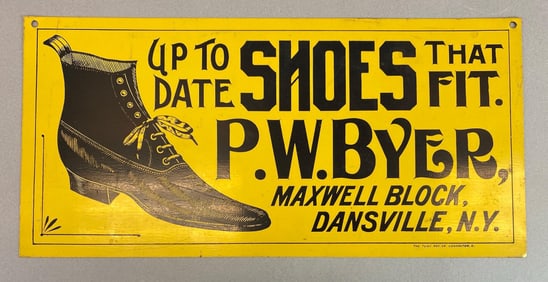 UP TO DATE SHOES THAT FIT.
P.W. BYER,
MAXWELL BLOCK,
DANSVILLE, N.Y.